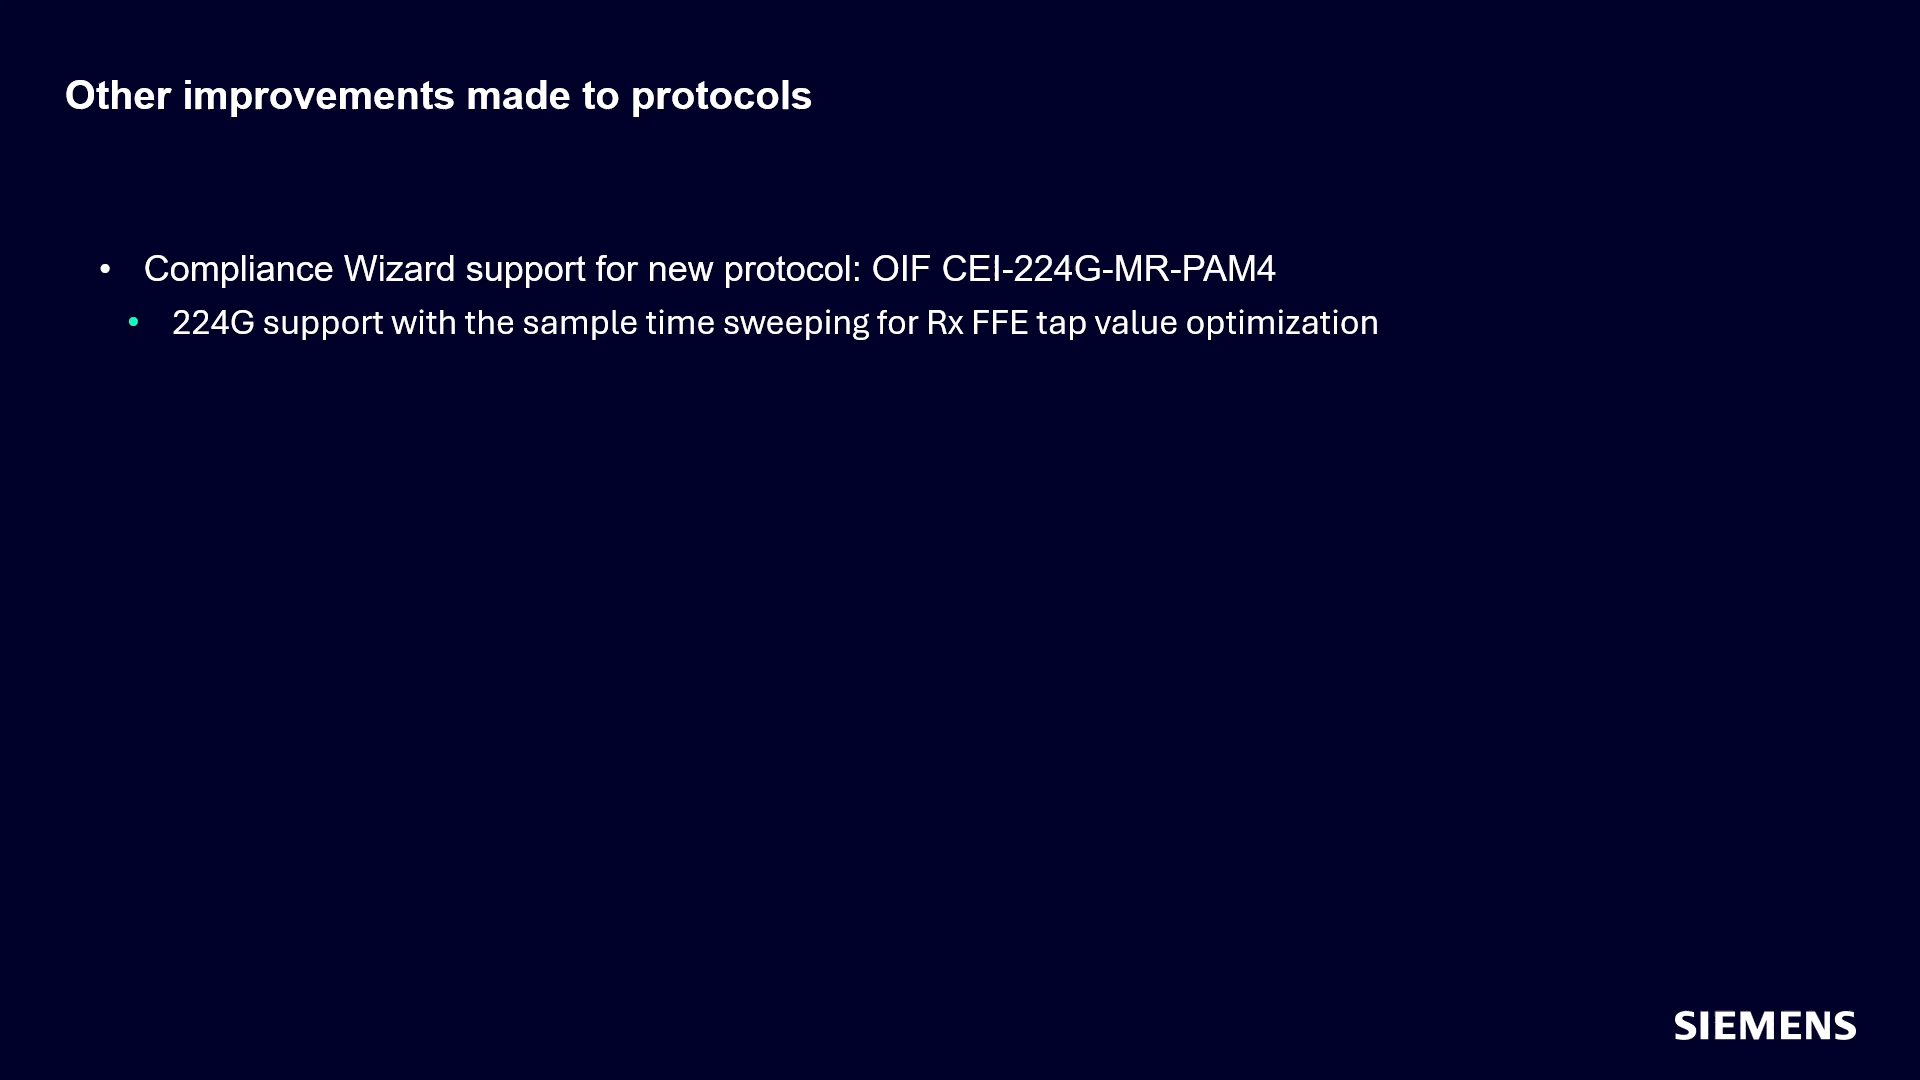 Other improvements made to protocols
• Compliance Wizard support for new protocol: OIF CEI-224G-MR-PAM4
• 224G support with the sample time sweeping for Rx FFE tap value optimization
SIEMENS